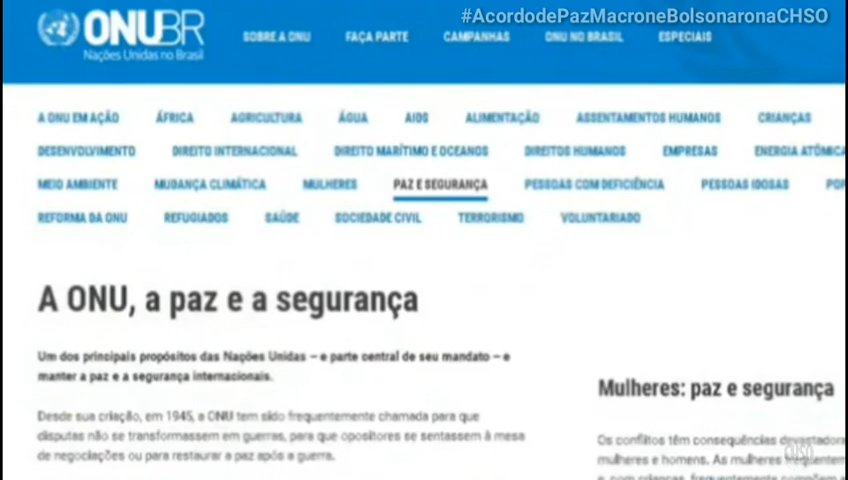 #AcordodePazMacroneBolsonaronaCHSO
ONUBR
Nações Unidas no Brasil
SOBRE A ONU FAÇA PARTE CAMPANHAS ONU NO BRASIL ESPECIAIS
A ONU EM AÇÃO ÁFRICA AGRICULTURA ÁGUA AIDS ALIMENTAÇÃO ASSENTAMENTOS HUMANOS CRIANÇAS
DESENVOLVIMENTO DIREITO INTERNACIONAL DIREITO MARÍTIMO E OCEANOS DIREITOS HUMANOS EMPRESAS ENERGIA ATÔMICA
MEIO AMBIENTE MUDANÇA CLIMÁTICA MULHERES PAZ E SEGURANÇA PESSOAS COM DEFICIÊNCIA PESSOAS IDOSAS
REFORMA DA ONU REFUGIADOS SAÚDE SOCIEDADE CIVIL TERRORISMO VOLUNTARIADO
A ONU, a paz e a segurança
Um dos principais propósitos das Nações Unidas – e parte central de seu mandato – e
manter a paz e a segurança internacionais.
Desde sua criação, em 1945, a ONU tem sido frequentemente chamada para que
disputas não se transformassem em guerras, para que opositores se sentassem à mesa
de negociações ou para restaurar a paz após a guerra.
Mulheres: paz e segurança
Os conflitos têm consequências devastadora
mulheres e homens. As mulheres frequentem
e, com crianças, frequentemente compõem a